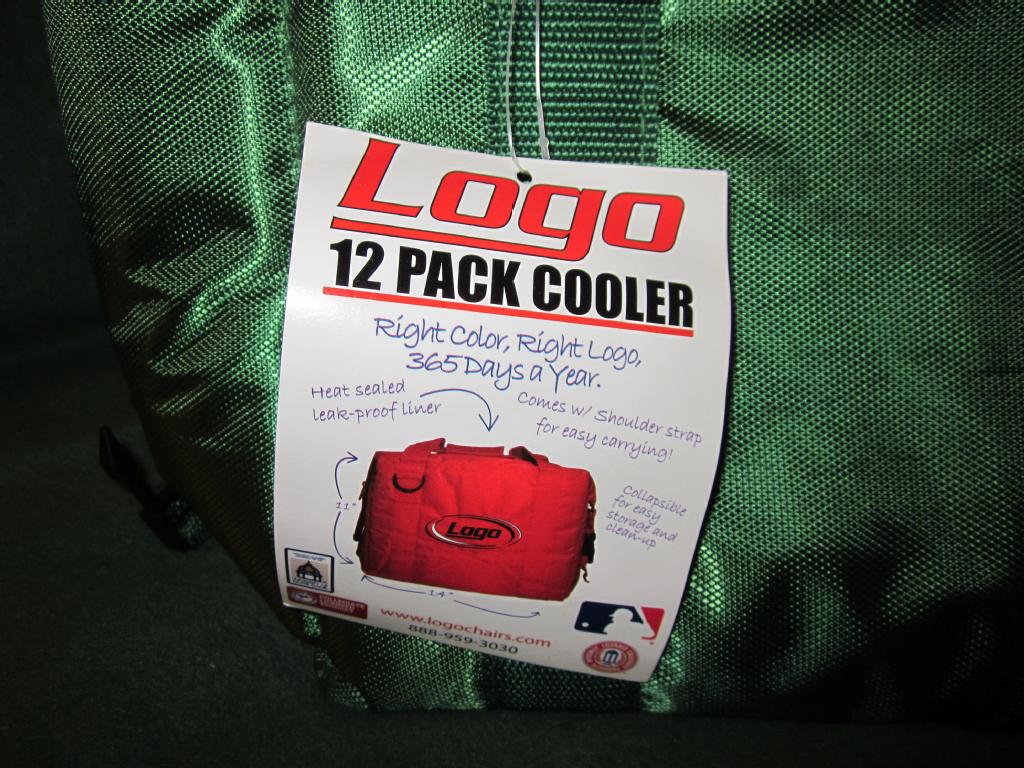 Logo
12 PACK COOLER
Right Color, Right Logo,
365 Days a Year.
Heat sealed
leak-proof liner
Comes w/ Shoulder strap
for easy carrying!
11"
Logo
Collapsible
for easy
storage and
clean-up
14"
www.logochairs.com
888-959-3030